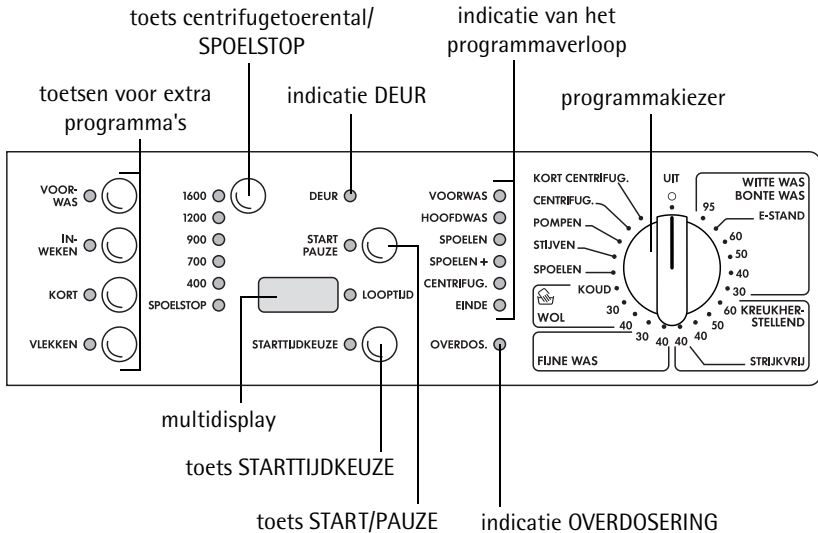 toets centrifugetoerental/
SPOELSTOP
indicatie van het
programmaverloop
toetsen voor extra
programma's
indicatie DEUR
programmakiezer
VOOR-
WAS
IN-
WEKEN
KORT
VLEKKEN
1600
1200
900
700
400
SPOELSTOP
DEUR
START
PAUZE
LOOPTIJD
STARTTIJDKEUZE
VOORWAS
HOOFDWAS
SPOELEN
SPOELEN +
CENTRIFUG.
EINDE
OVERDOS.
KORT CENTRIFUG.
CENTRIFUG.
POMPEN
STIJVEN
SPOELEN
KOUD
30
WOL
40
30
40
FIJNE WAS
UIT
WITTE WAS
BONTE WAS
95
E-STAND
60
50
40
30
60
KREUKHER-
STELLEND
50
40
40
STRIJKVRIJ
multidisplay
toets STARTTIJDKEUZE
toets START/PAUZE
indicatie OVERDOSERING